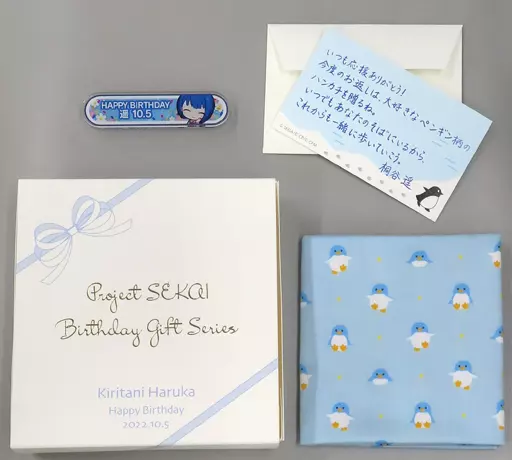 HAPPY BIRTHDAY
遥 10.5
いつも応援ありがとう!
今度のお返しは、大好きなペンギン柄の
ハンカチを贈るね。
いつでもあなたのそばにいるから、
これからも一緒に歩いていこう。
桐谷遥
Project SEKAI
Birthday Gift Series
Kiritani Haruka
Happy Birthday
2022.10.5